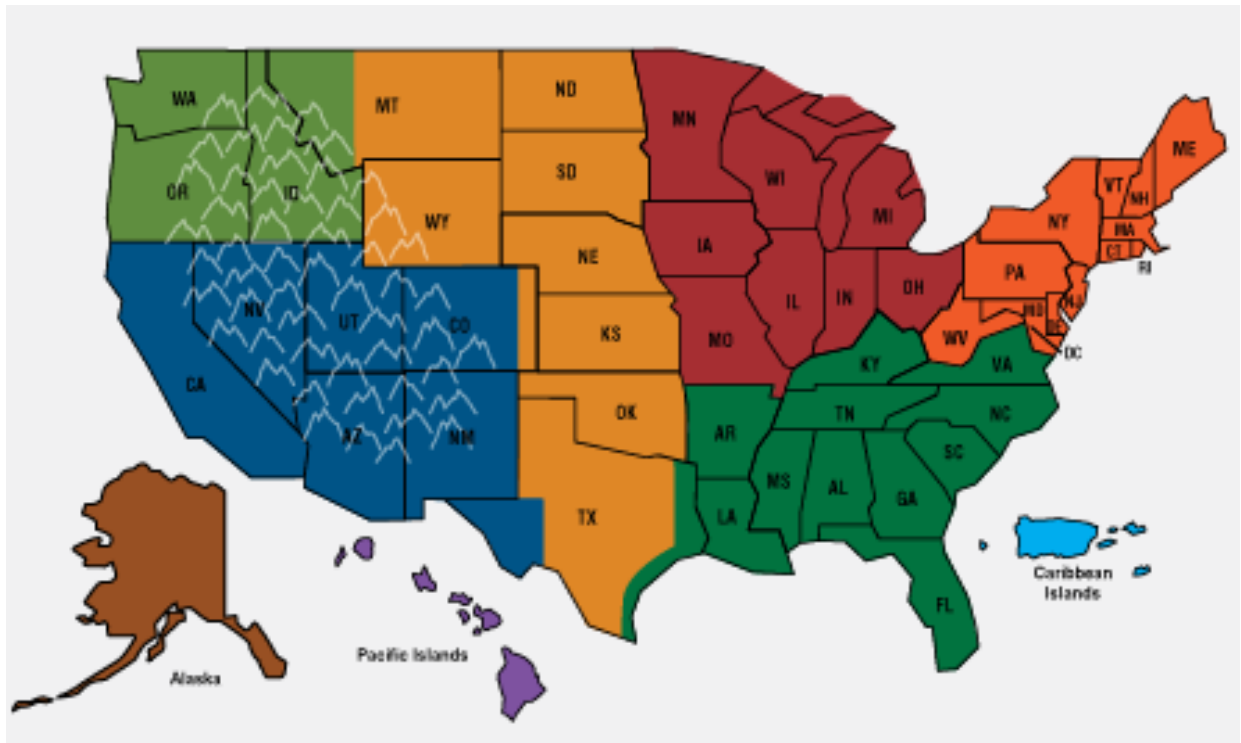 WA
MT
ND
MN
ME
OR
ID
SD
WI
VT
NH
WY
MI
NY
MA
IA
NE
CT
RI
PA
NV
UT
CO
IL
IN
OH
NJ
MD
DE
KS
MO
WV
DC
CA
KY
VA
AZ
NM
OK
TN
NC
AR
SC
MS
AL
GA
TX
LA
FL
Caribbean
Islands
Pacific Islands
Alaska